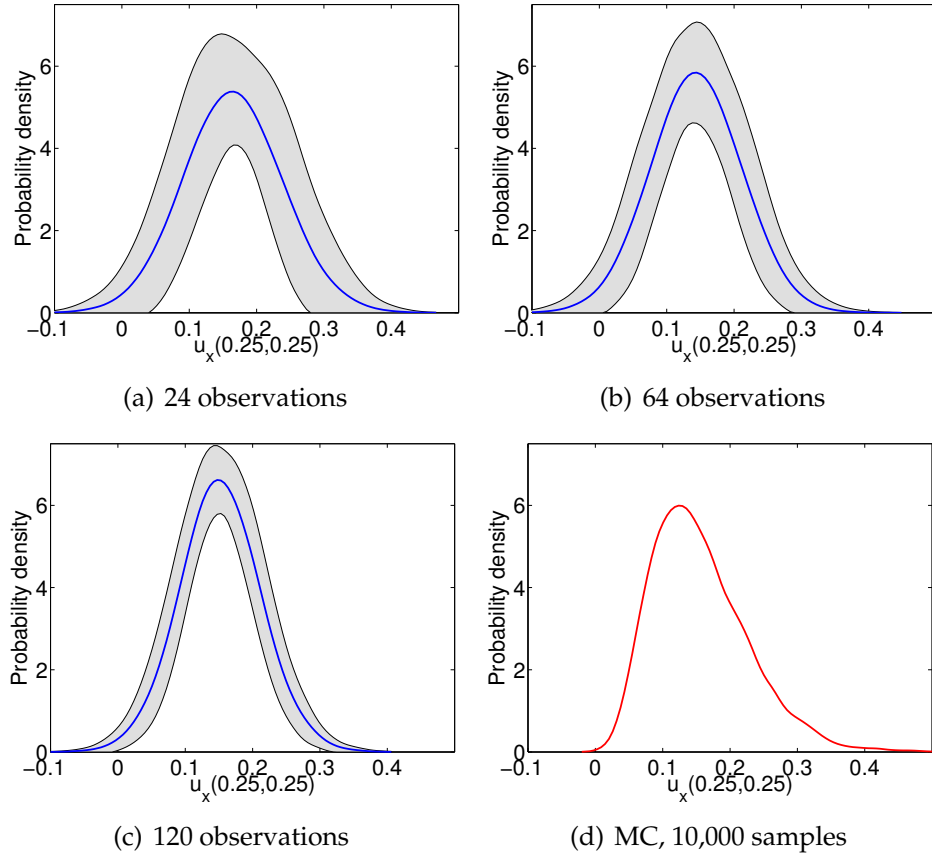 6
4
2
0
Probability density
−0.1 0 0.1 0.2 0.3 0.4
u_x(0.25,0.25)
(a) 24 observations
6
4
2
0
Probability density
−0.1 0 0.1 0.2 0.3 0.4
u_x(0.25,0.25)
(b) 64 observations
6
4
2
0
Probability density
−0.1 0 0.1 0.2 0.3 0.4
u_x(0.25,0.25)
(c) 120 observations
6
4
2
0
Probability density
−0.1 0 0.1 0.2 0.3 0.4
u_x(0.25,0.25)
(d) MC, 10,000 samples